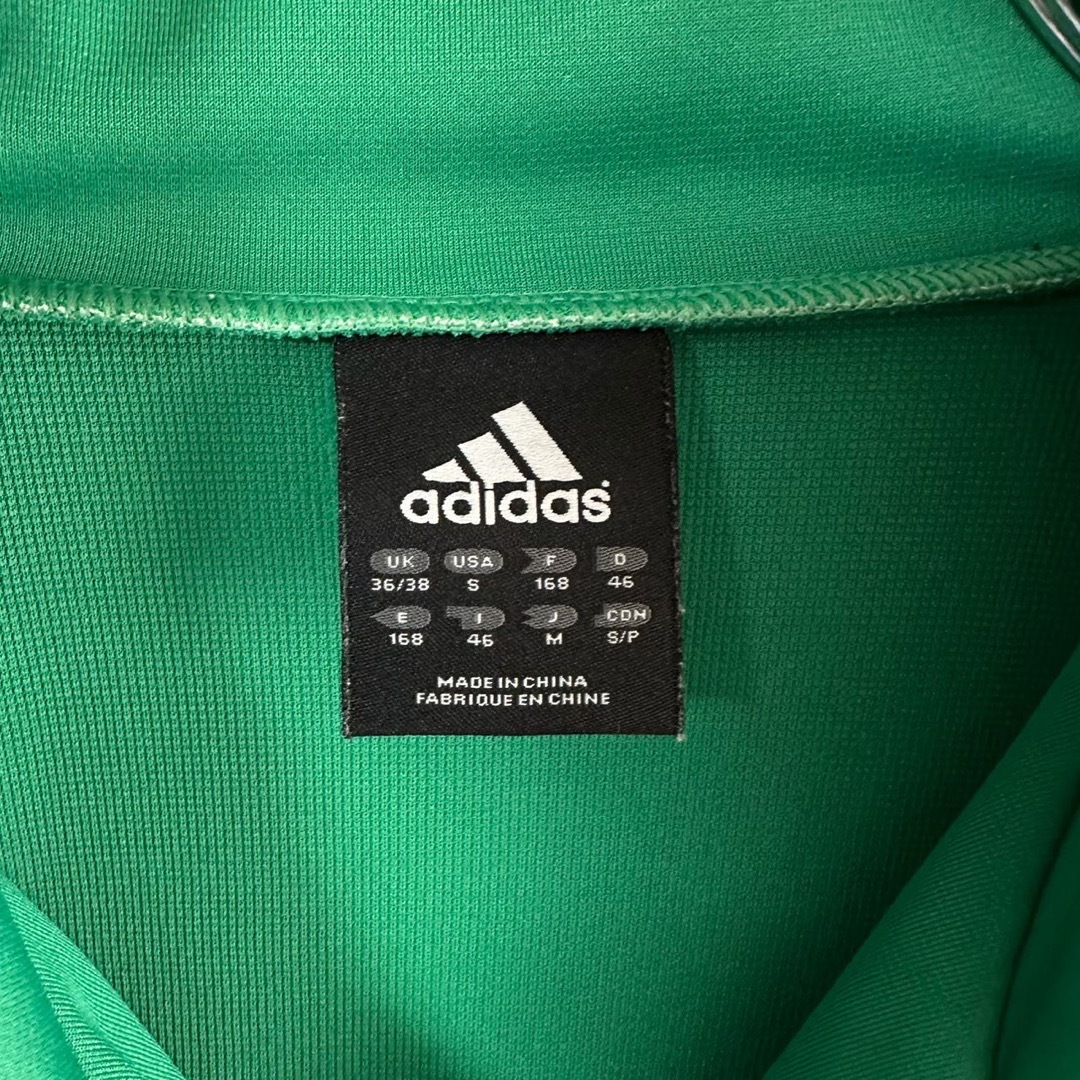 adidas
UK USA F D
36/38 S 168 46
E I J CDN
168 46 M S/P
MADE IN CHINA
FABRIQUE EN CHINE